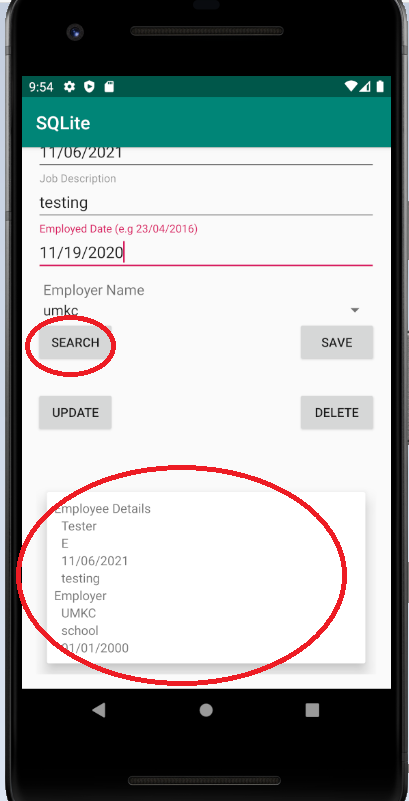 9:54
SQLite
11/06/2021
Job Description
testing
Employed Date (e.g 23/04/2016)
11/19/2020
Employer Name
umkc
SEARCH SAVE
UPDATE DELETE
Employee Details
Tester
E
11/06/2021
testing
Employer
UMKC
school
01/01/2000